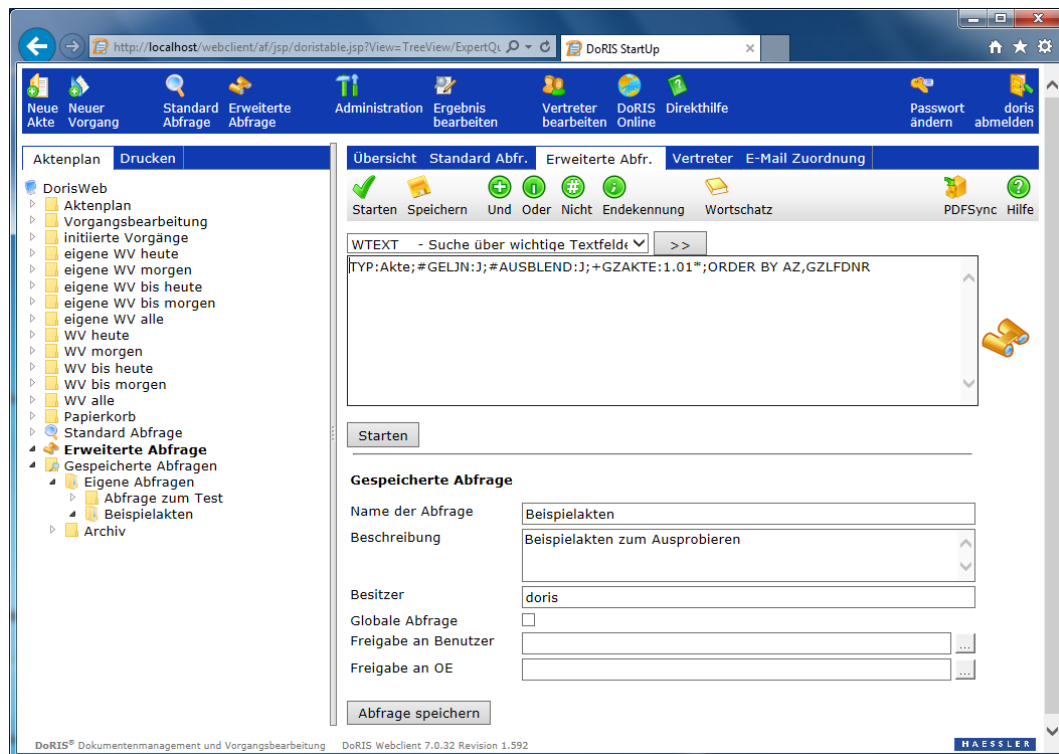 http://localhost/webclient/af/jsp/doristable.jsp?View=TreeView/ExpertQu
DoRIS StartUp
Neue Akte
Neuer Vorgang
Standard Abfrage
Erweiterte Abfrage
Administration
Ergebnis bearbeiten
Vertreter bearbeiten
DoRIS Online
Direkthilfe
Passwort ändern
doris abmelden
Aktenplan Drucken
DorisWeb
Aktenplan
Vorgangsbearbeitung
initiierte Vorgänge
eigene WV heute
eigene WV morgen
eigene WV bis heute
eigene WV bis morgen
eigene WV alle
WV heute
WV morgen
WV bis heute
WV bis morgen
WV alle
Papierkorb
Standard Abfrage
Erweiterte Abfrage
Gespeicherte Abfragen
Eigene Abfragen
Abfrage zum Test
Beispielakten
Archiv
Übersicht Standard Abfr. Erweiterte Abfr. Vertreter E-Mail Zuordnung
Starten Speichern Und Oder Nicht Endekennung Wortschatz PDFSync Hilfe
WTEXT - Suche über wichtige Textfelde >>
TYP:Akte;#GELJN:J;#AUSBLEND:J;+GZAKTE:1.01*;ORDER BY AZ,GZLFDNR
Starten
Gespeicherte Abfrage
Name der Abfrage Beispielakten
Beschreibung Beispielakten zum Ausprobieren
Besitzer doris
Globale Abfrage
Freigabe an Benutzer ...
Freigabe an OE ...
Abfrage speichern
DoRIS® Dokumentenmanagement und Vorgangsbearbeitung DoRIS Webclient 7.0.32 Revision 1.592 HAESSLER